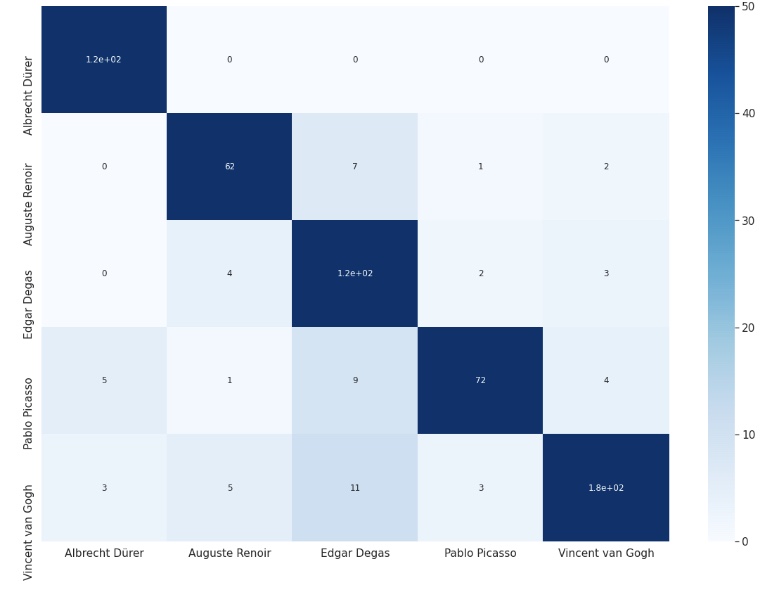 50
Albrecht Dürer 1.2e+02 0 0 0 0
40
Auguste Renoir 0 62 7 1 2
30
Edgar Degas 0 4 1.2e+02 2 3
20
Pablo Picasso 5 1 9 72 4
10
Vincent van Gogh 3 5 11 3 1.8e+02
0
Albrecht Dürer Auguste Renoir Edgar Degas Pablo Picasso Vincent van Gogh